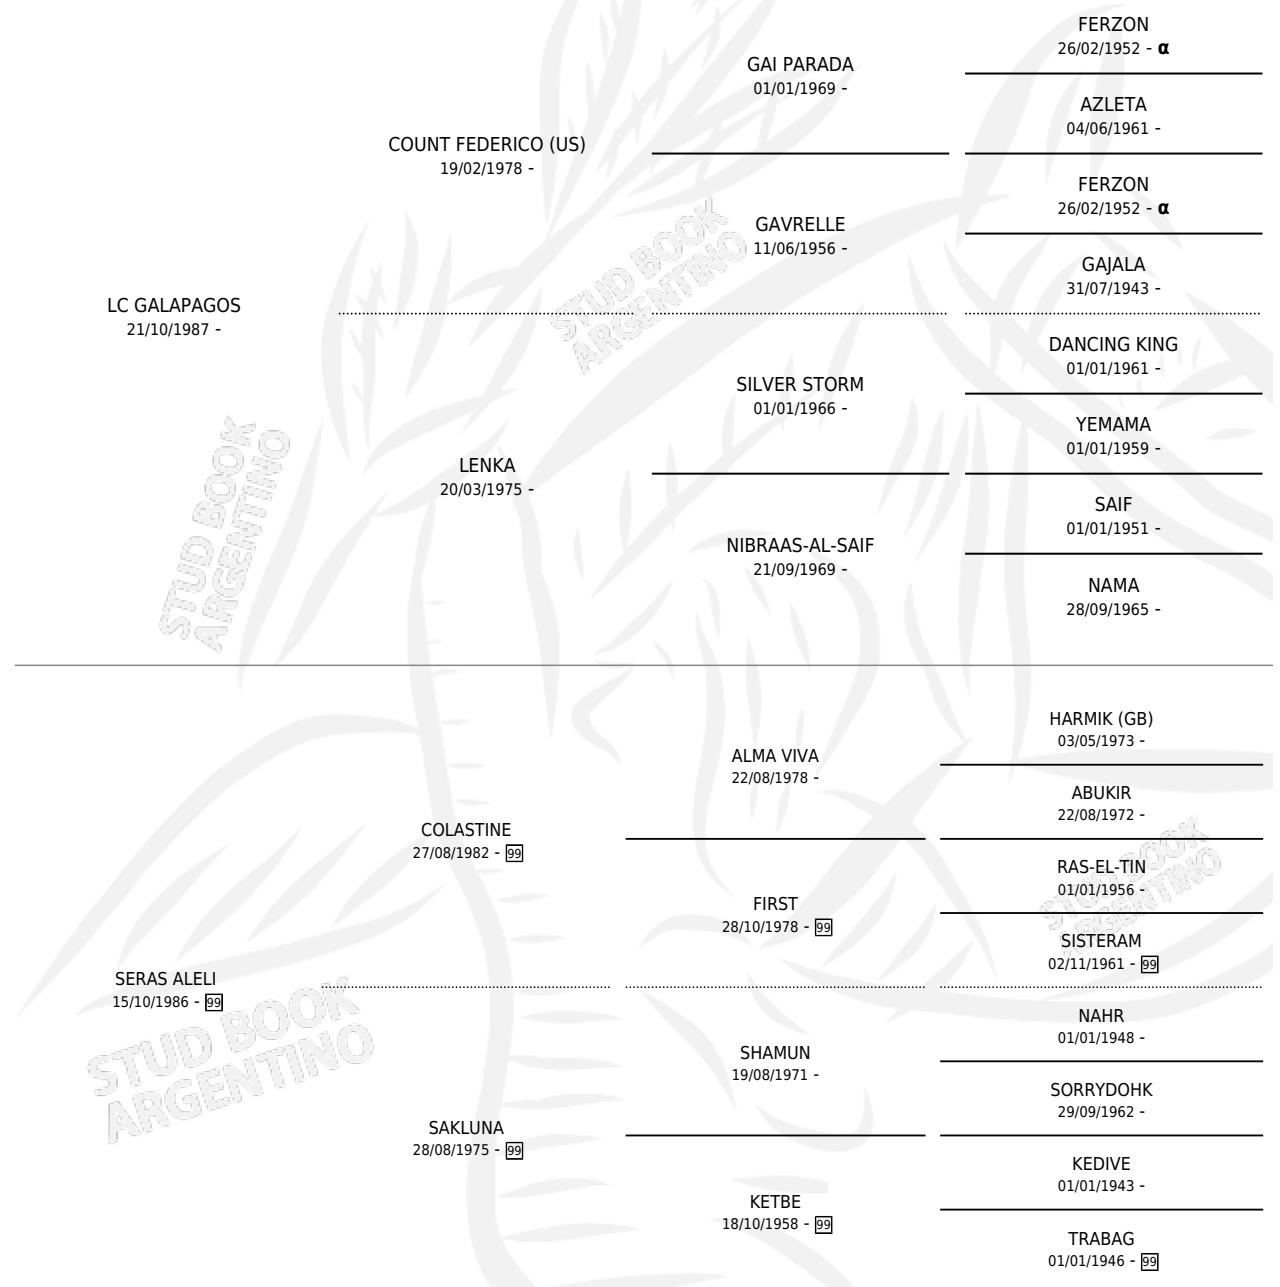 FERZON
26/02/1952 - α
GAI PARADA
01/01/1969 -
AZLETA
04/06/1961 -
COUNT FEDERICO (US)
19/02/1978 -
FERZON
26/02/1952 - α
GAVRELLE
11/06/1956 -
GAJALA
31/07/1943 -
LC GALAPAGOS
21/10/1987 -
DANCING KING
01/01/1961 -
SILVER STORM
01/01/1966 -
YEMAMA
01/01/1959 -
LENKA
20/03/1975 -
SAIF
01/01/1951 -
NIBRAAS-AL-SAIF
21/09/1969 -
NAMA
28/09/1965 -
HARMIK (GB)
03/05/1973 -
ALMA VIVA
22/08/1978 -
ABUKIR
22/08/1972 -
COLASTINE
27/08/1982 - 99
RAS-EL-TIN
01/01/1956 -
FIRST
28/10/1978 - 99
SISTERAM
02/11/1961 - 99
SERAS ALELI
15/10/1986 - 99
NAHR
01/01/1948 -
SHAMUN
19/08/1971 -
SORRYDOHK
29/09/1962 -
SAKLUNA
28/08/1975 - 99
KEDIVE
01/01/1943 -
KETBE
18/10/1958 - 99
TRABAG
01/01/1946 - 99
STUD BOOK
ARGENTINO
STUD BOOK
ARGENTINO
STUD BOOK
ARGENTINO
STUD BOOK
ARGENTINO